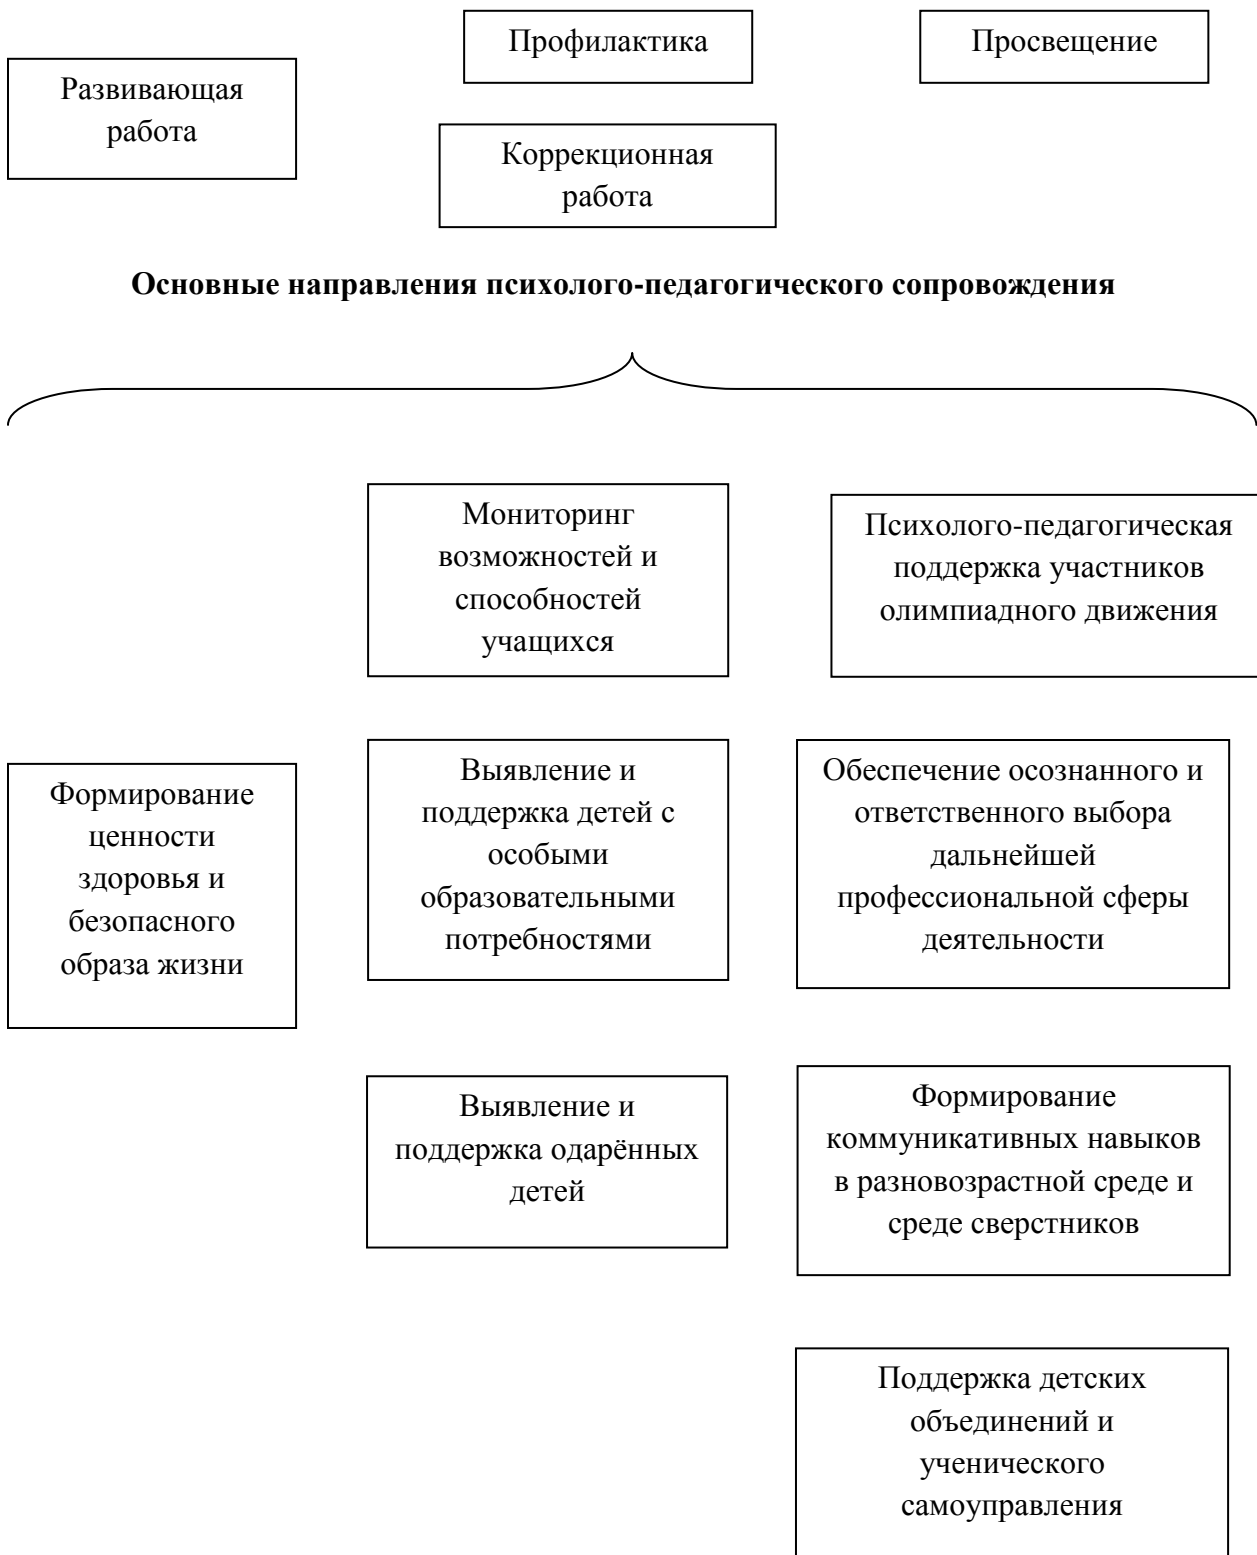 Профилактика
Просвещение
Развивающая
работа
Коррекционная
работа
Основные направления психолого-педагогического сопровождения
Мониторинг
возможностей и
способностей
учащихся
Психолого-педагогическая
поддержка участников
олимпиадного движения
Формирование
ценности
здоровья и
безопасного
образа жизни
Выявление и
поддержка детей с
особыми
образовательными
потребностями
Обеспечение осознанного и
ответственного выбора
дальнейшей
профессиональной сферы
деятельности
Выявление и
поддержка одарённых
детей
Формирование
коммуникативных навыков
в разновозрастной среде и
среде сверстников
Поддержка детских
объединений и
ученического
самоуправления